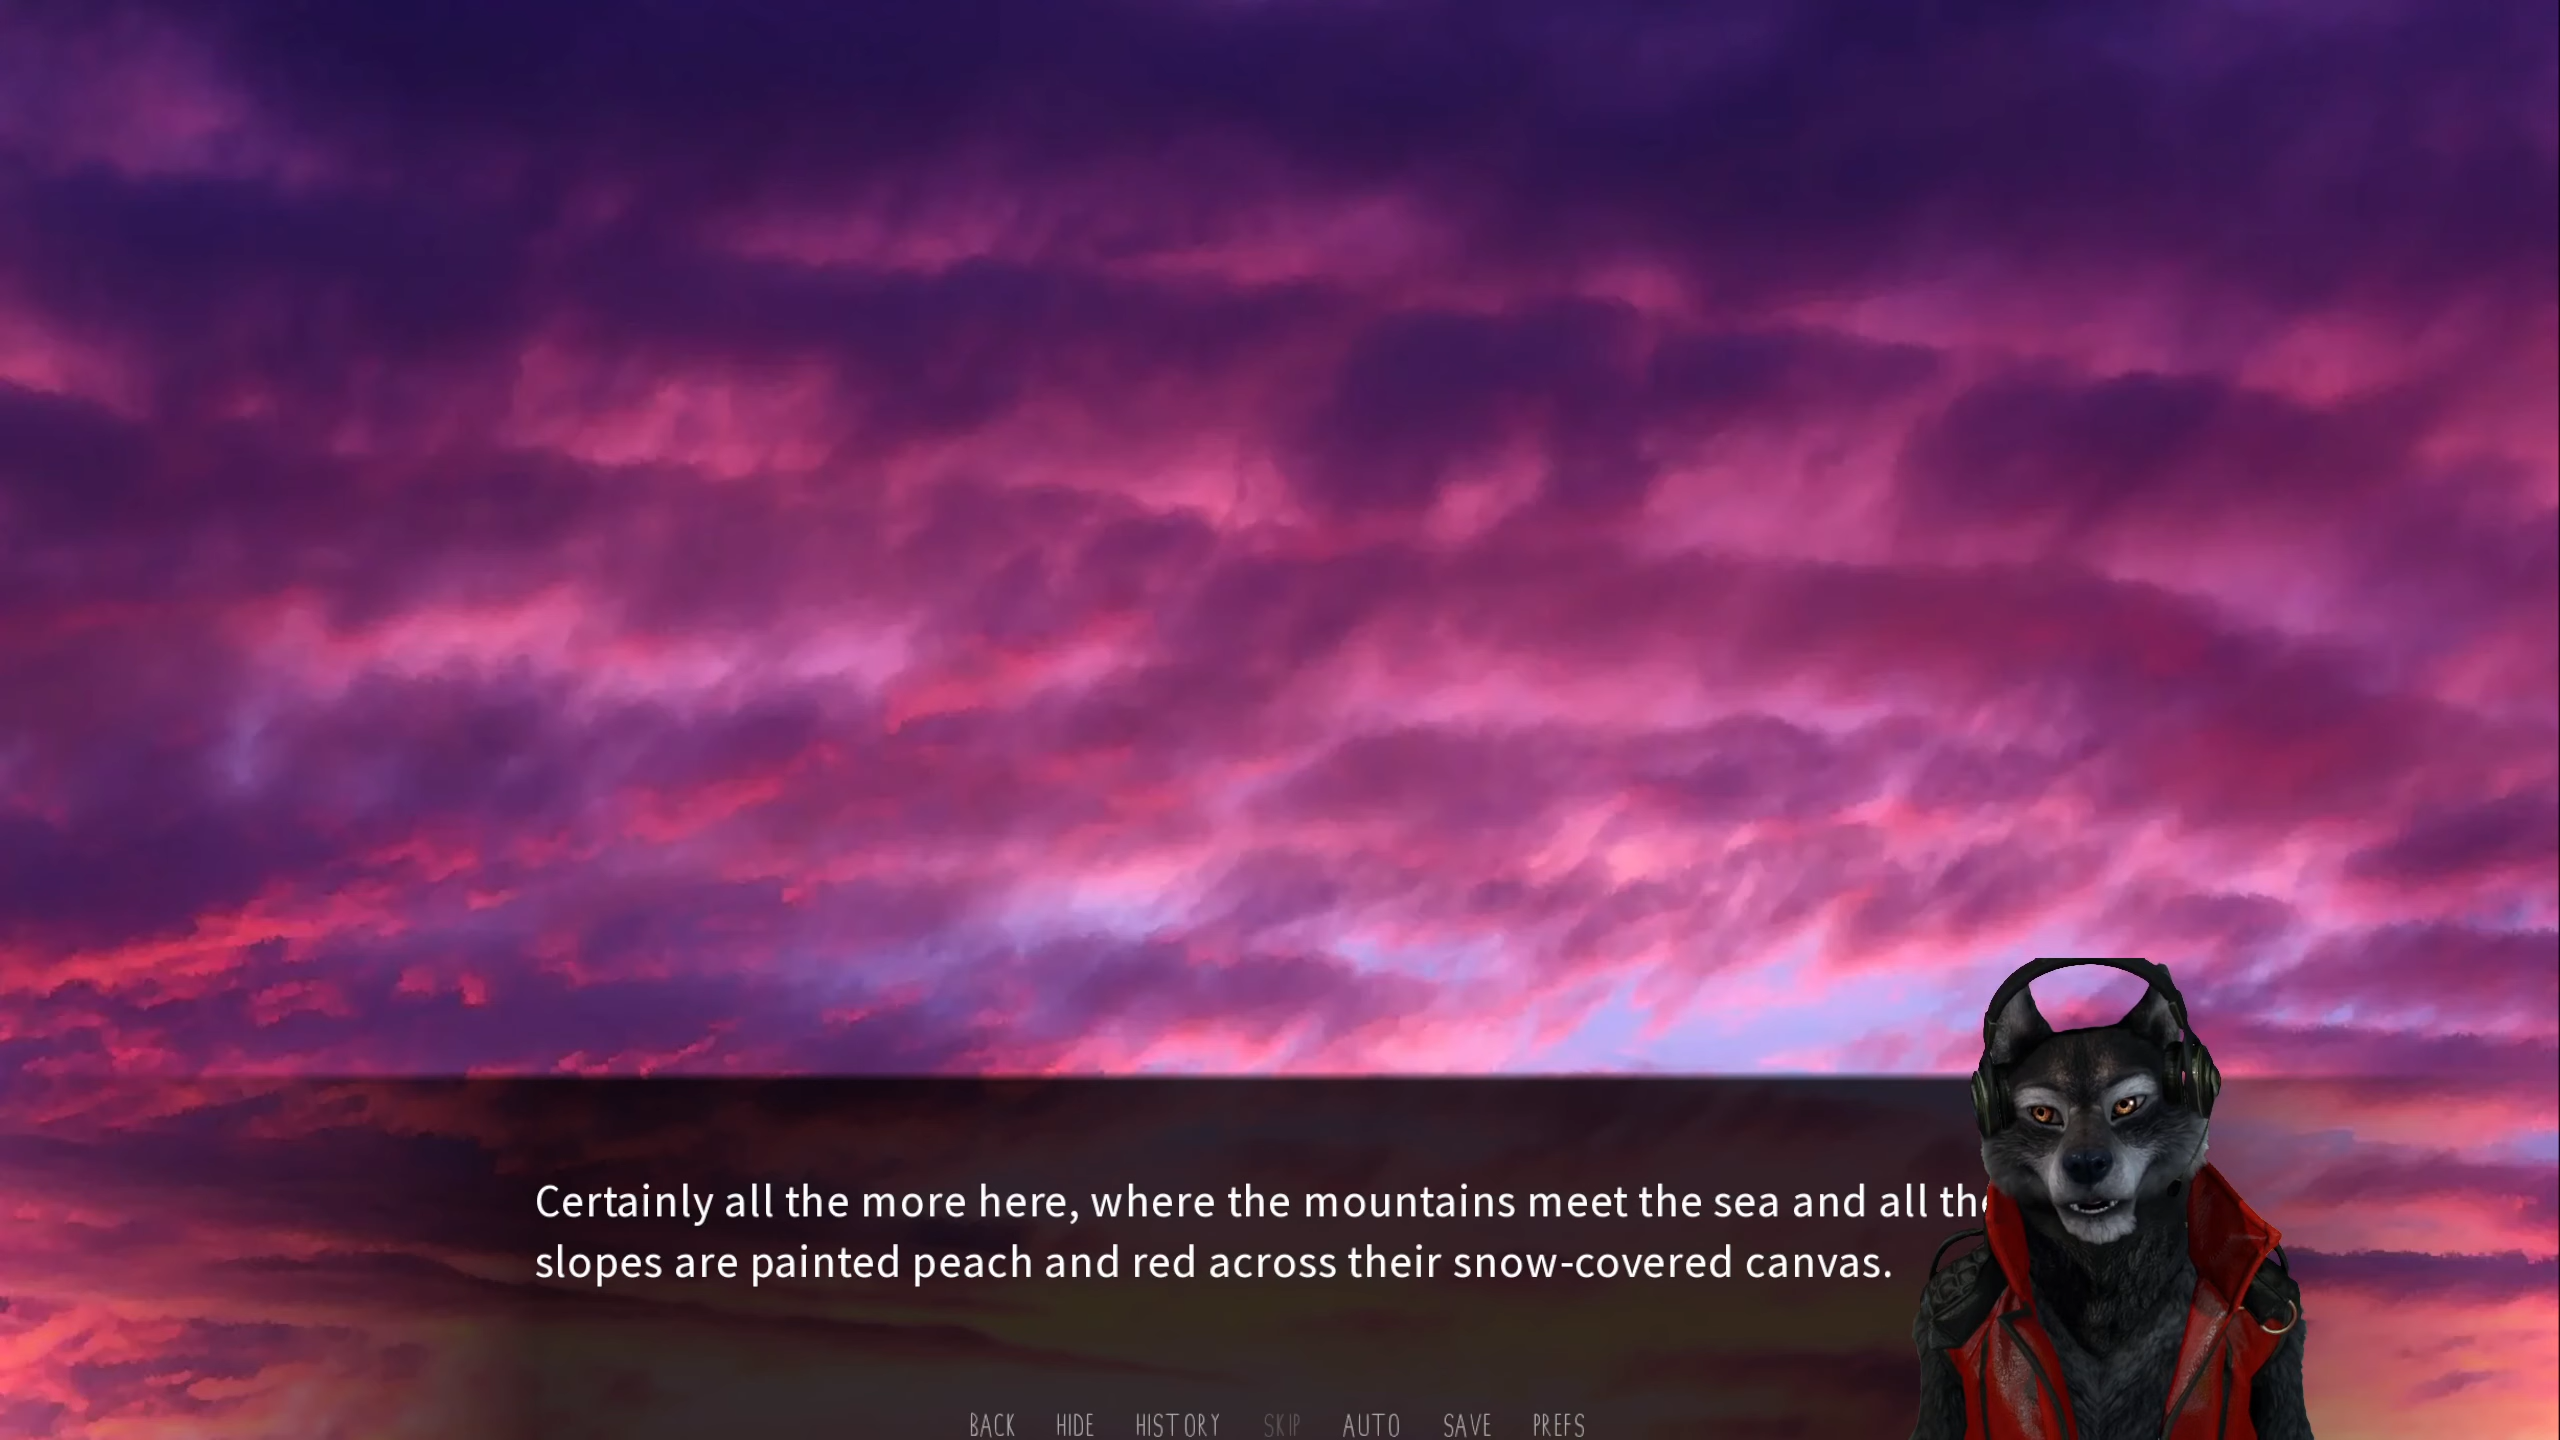 Certainly all the more here, where the mountains meet the sea and all the
slopes are painted peach and red across their snow-covered canvas.
BACK HIDE HISTORY SKIP AUTO SAVE PREFS